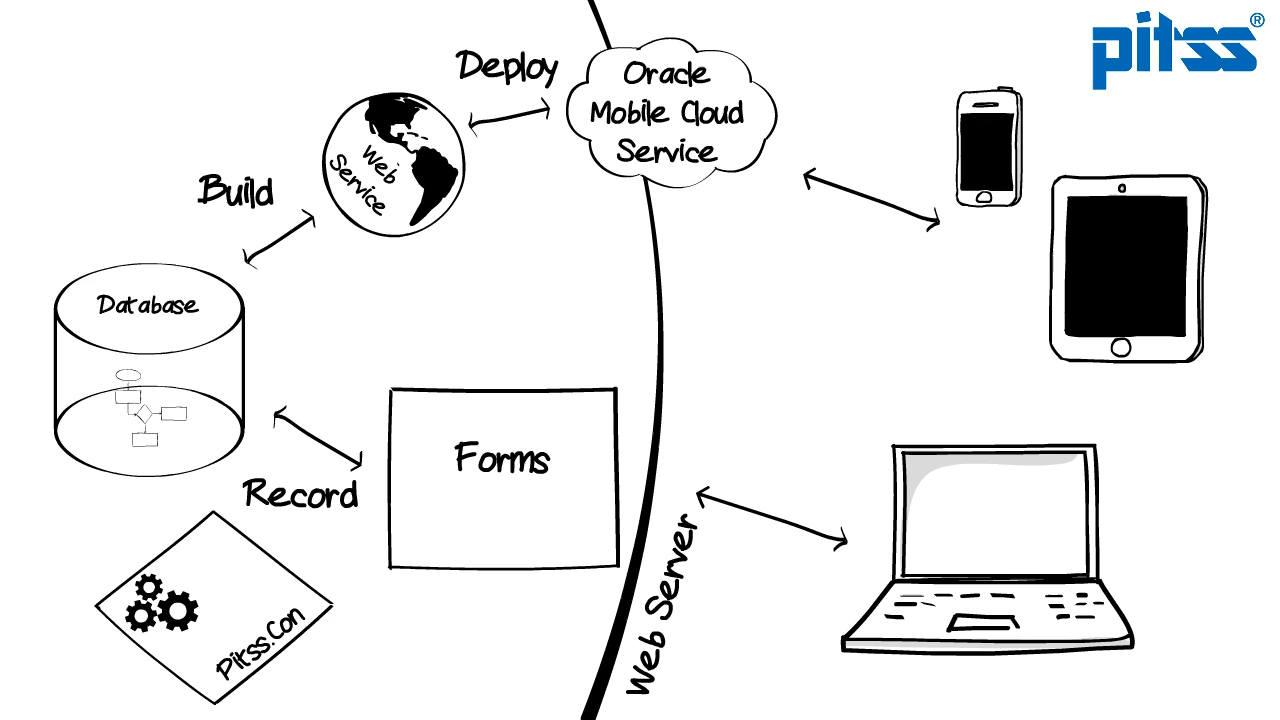 pitss®
Deploy
Oracle
Mobile Cloud
Service
Web
Service
Build
Database
Forms
Record
Web Server
Pitss.Con